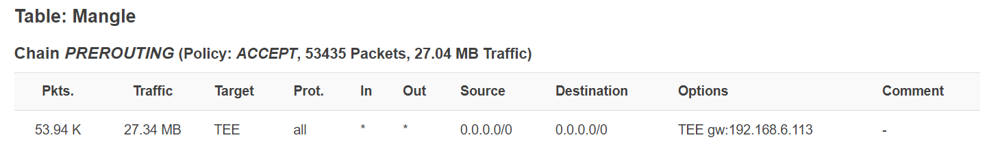 Table: Mangle
Chain PREROUTING (Policy: ACCEPT, 53435 Packets, 27.04 MB Traffic)
Pkts. Traffic Target Prot. In Out Source Destination Options Comment
53.94 K 27.34 MB TEE all * * 0.0.0.0/0 0.0.0.0/0 TEE gw:192.168.6.113 -